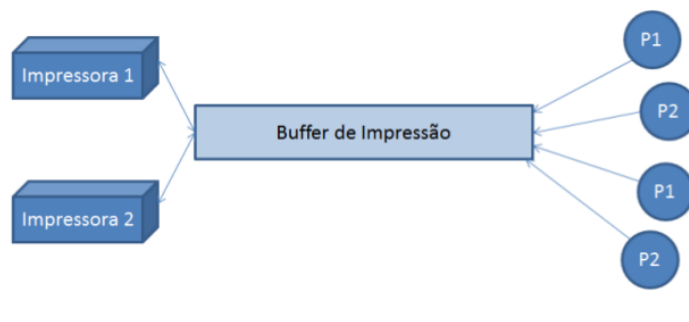 Impressora 1
Impressora 2
Buffer de Impressão
P1
P2
P1
P2